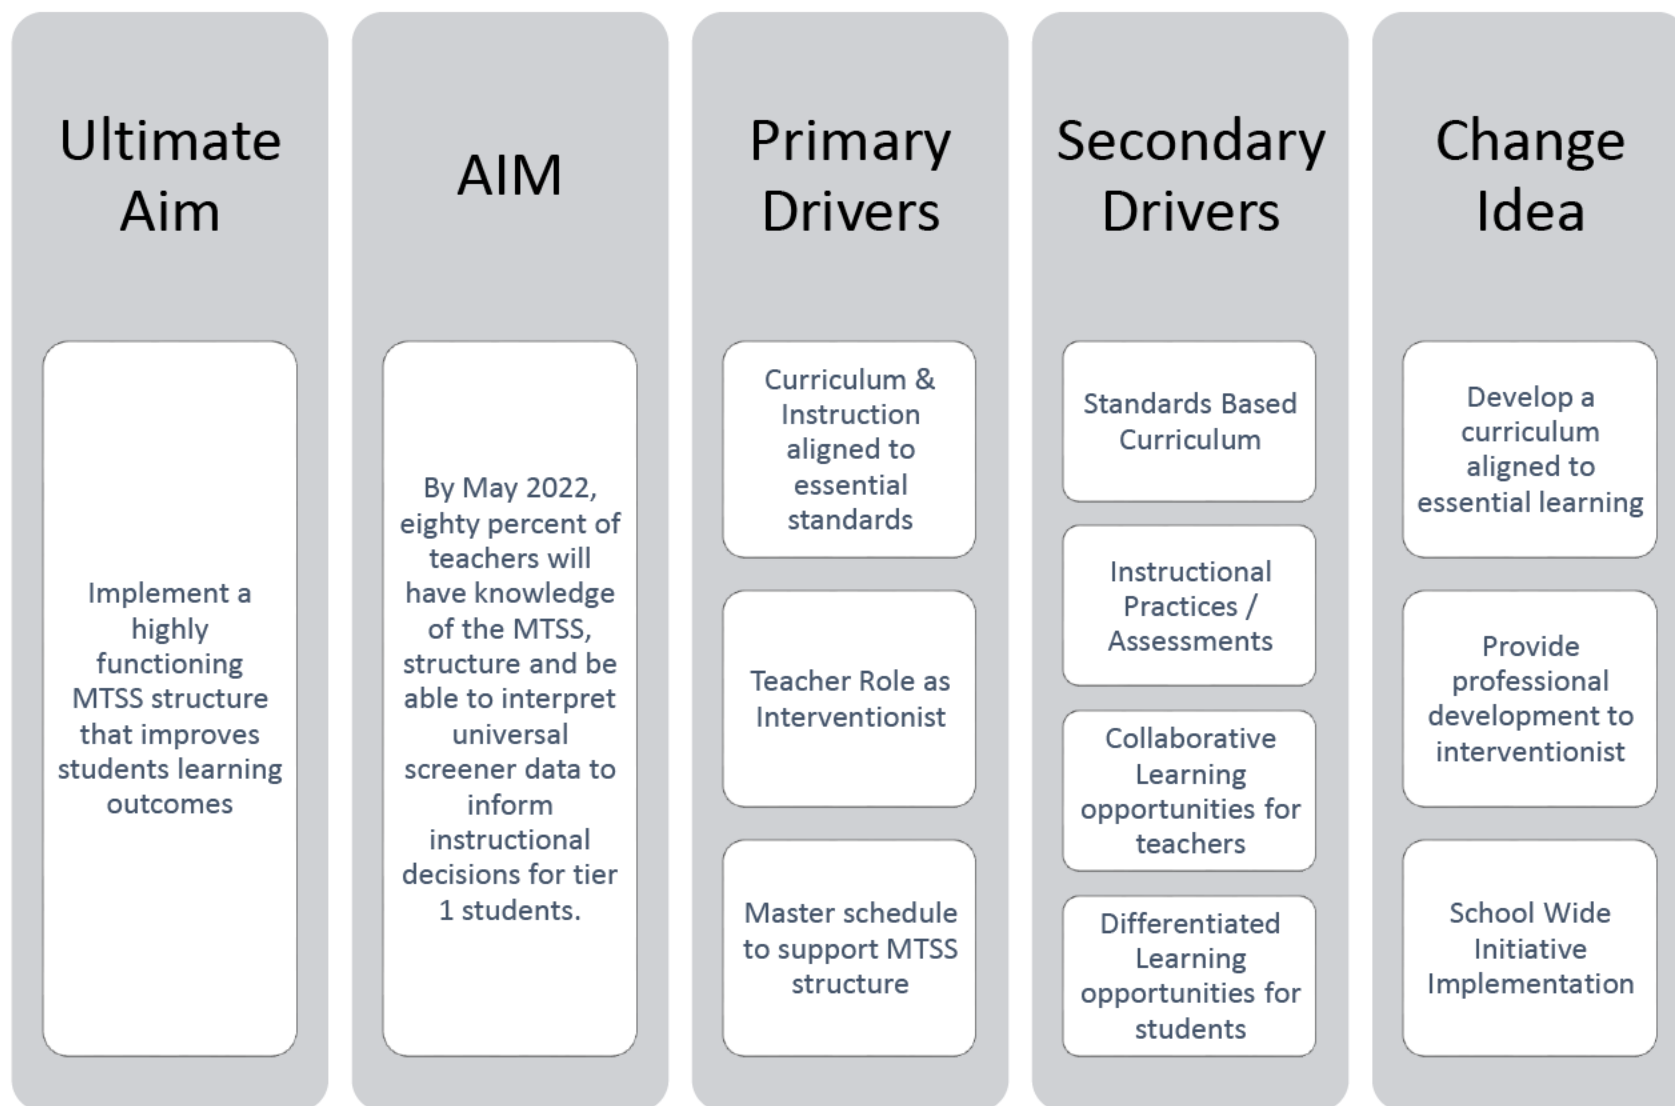 Ultimate
Aim
Implement a
highly
functioning
MTSS structure
that improves
students learning
outcomes
AIM
By May 2022,
eighty percent of
teachers will
have knowledge
of the MTSS,
structure and be
able to interpret
universal
screener data to
inform
instructional
decisions for tier
1 students.
Primary
Drivers
Curriculum &
Instruction
aligned to
essential
standards
Teacher Role as
Interventionist
Master schedule
to support MTSS
structure
Secondary
Drivers
Standards Based
Curriculum
Instructional
Practices /
Assessments
Collaborative
Learning
opportunities for
teachers
Differentiated
Learning
opportunities for
students
Change
Idea
Develop a
curriculum
aligned to
essential learning
Provide
professional
development to
interventionist
School Wide
Initiative
Implementation